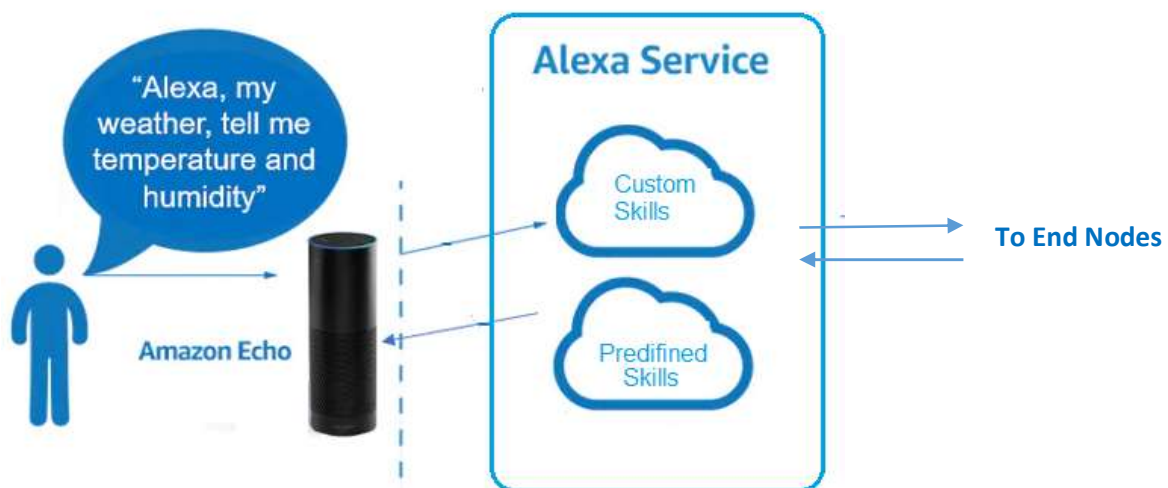 “Alexa, my
weather, tell me
temperature and
humidity”
Amazon Echo
Alexa Service
Custom
Skills
Predifined
Skills
To End Nodes